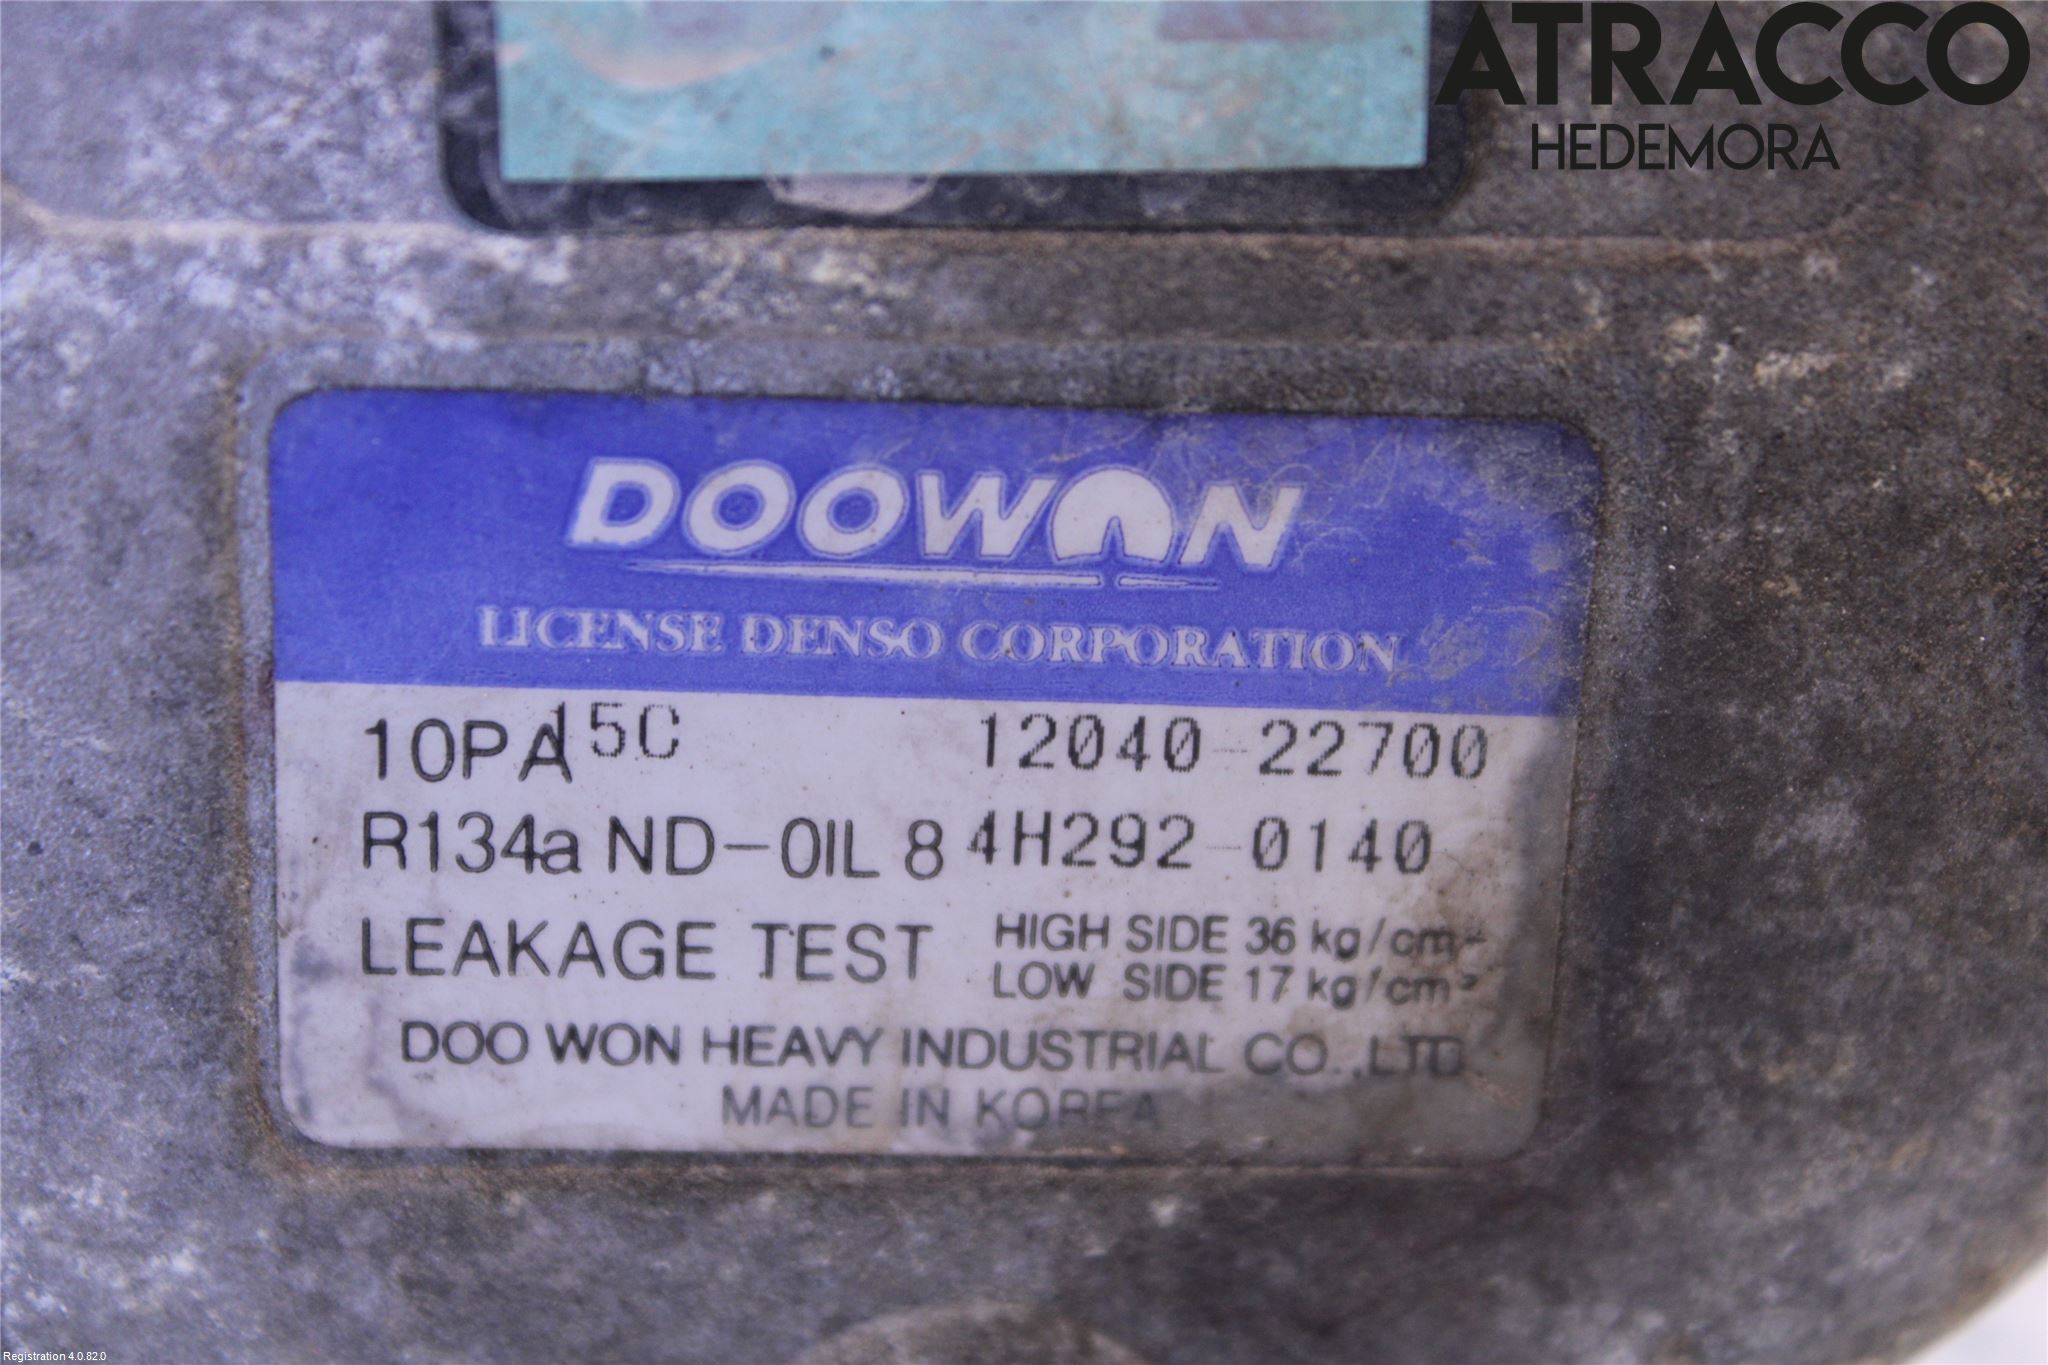 ATRACCO
HEDEMORA
DOOWON
LICENSE DENSO CORPORATION
10PA15C 12040-22700
R134a ND-OIL 8 4H292-0140
LEAKAGE TEST HIGH SIDE 36 kg/cm²
LOW SIDE 17 kg/cm²
DOO WON HEAVY INDUSTRIAL CO.,LTD.
MADE IN KOREA
Registration 4.0.82.0